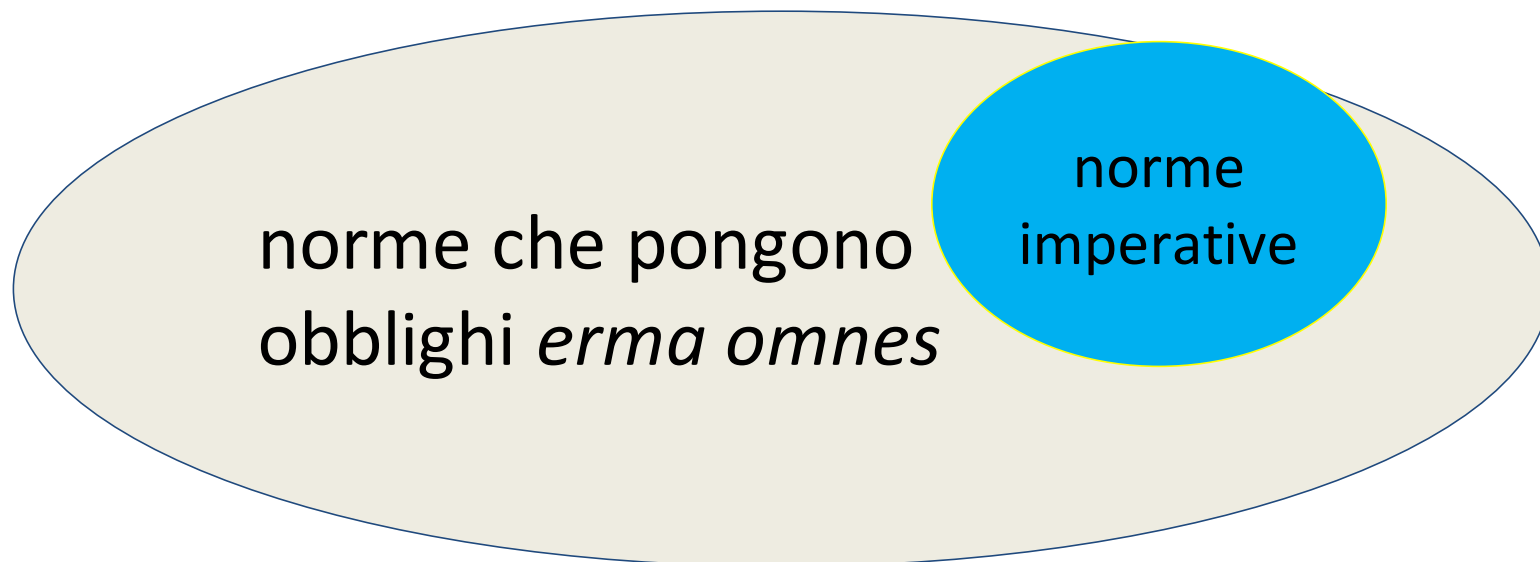 norme che pongono
obblighi erma omnes
norme
imperative